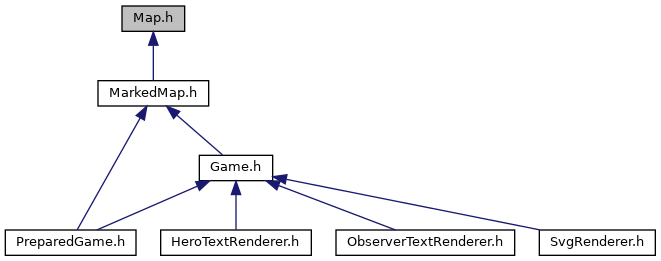 Map.h
MarkedMap.h
Game.h
PreparedGame.h
HeroTextRenderer.h
ObserverTextRenderer.h
SvgRenderer.h